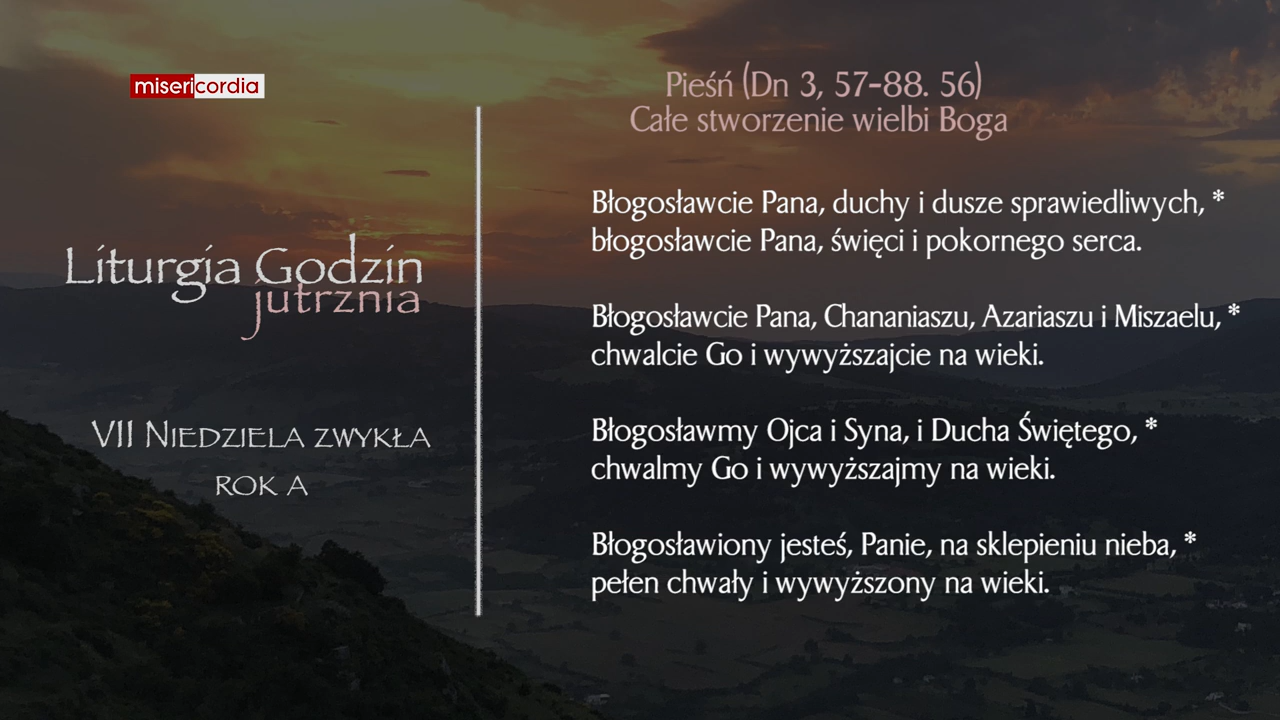 misericordia
Liturgia Godzin
jutrznia
VII Niedziela zwykła
rok A
Pieśń (Dn 3, 57-88. 56)
Całe stworzenie wielbi Boga
Błogosławcie Pana, duchy i dusze sprawiedliwych, *
błogosławcie Pana, święci i pokornego serca.
Błogosławcie Pana, Chananiaszu, Azariaszu i Miszaelu, *
chwalcie Go i wywyższajcie na wieki.
Błogosławmy Ojca i Syna, i Ducha Świętego, *
chwalmy Go i wywyższajmy na wieki.
Błogosławiony jesteś, Panie, na sklepieniu nieba, *
pełen chwały i wywyższony na wieki.